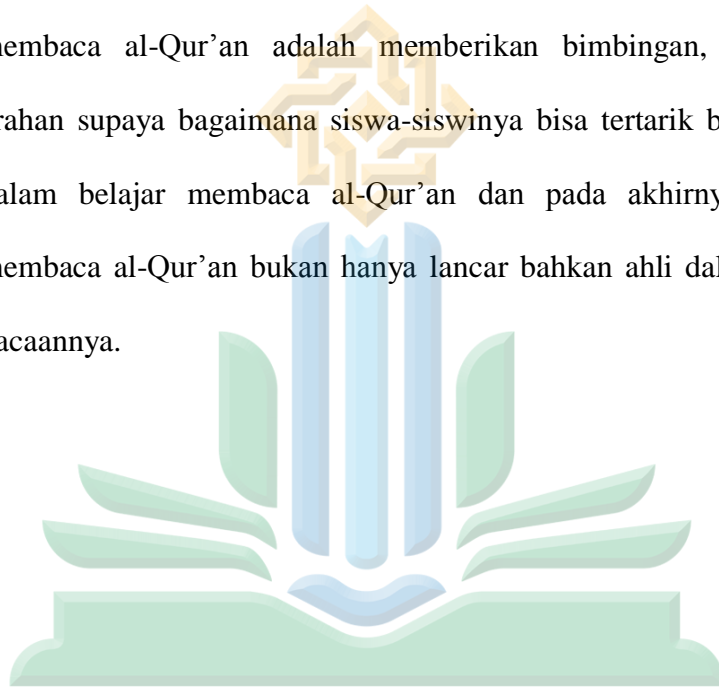 membaca al-Qur’an adalah memberikan bimbingan,
rahan supaya bagaimana siswa-siswinya bisa tertarik b
alam belajar membaca al-Qur’an dan pada akhirny
membaca al-Qur’an bukan hanya lancar bahkan ahli dal
acaannya.